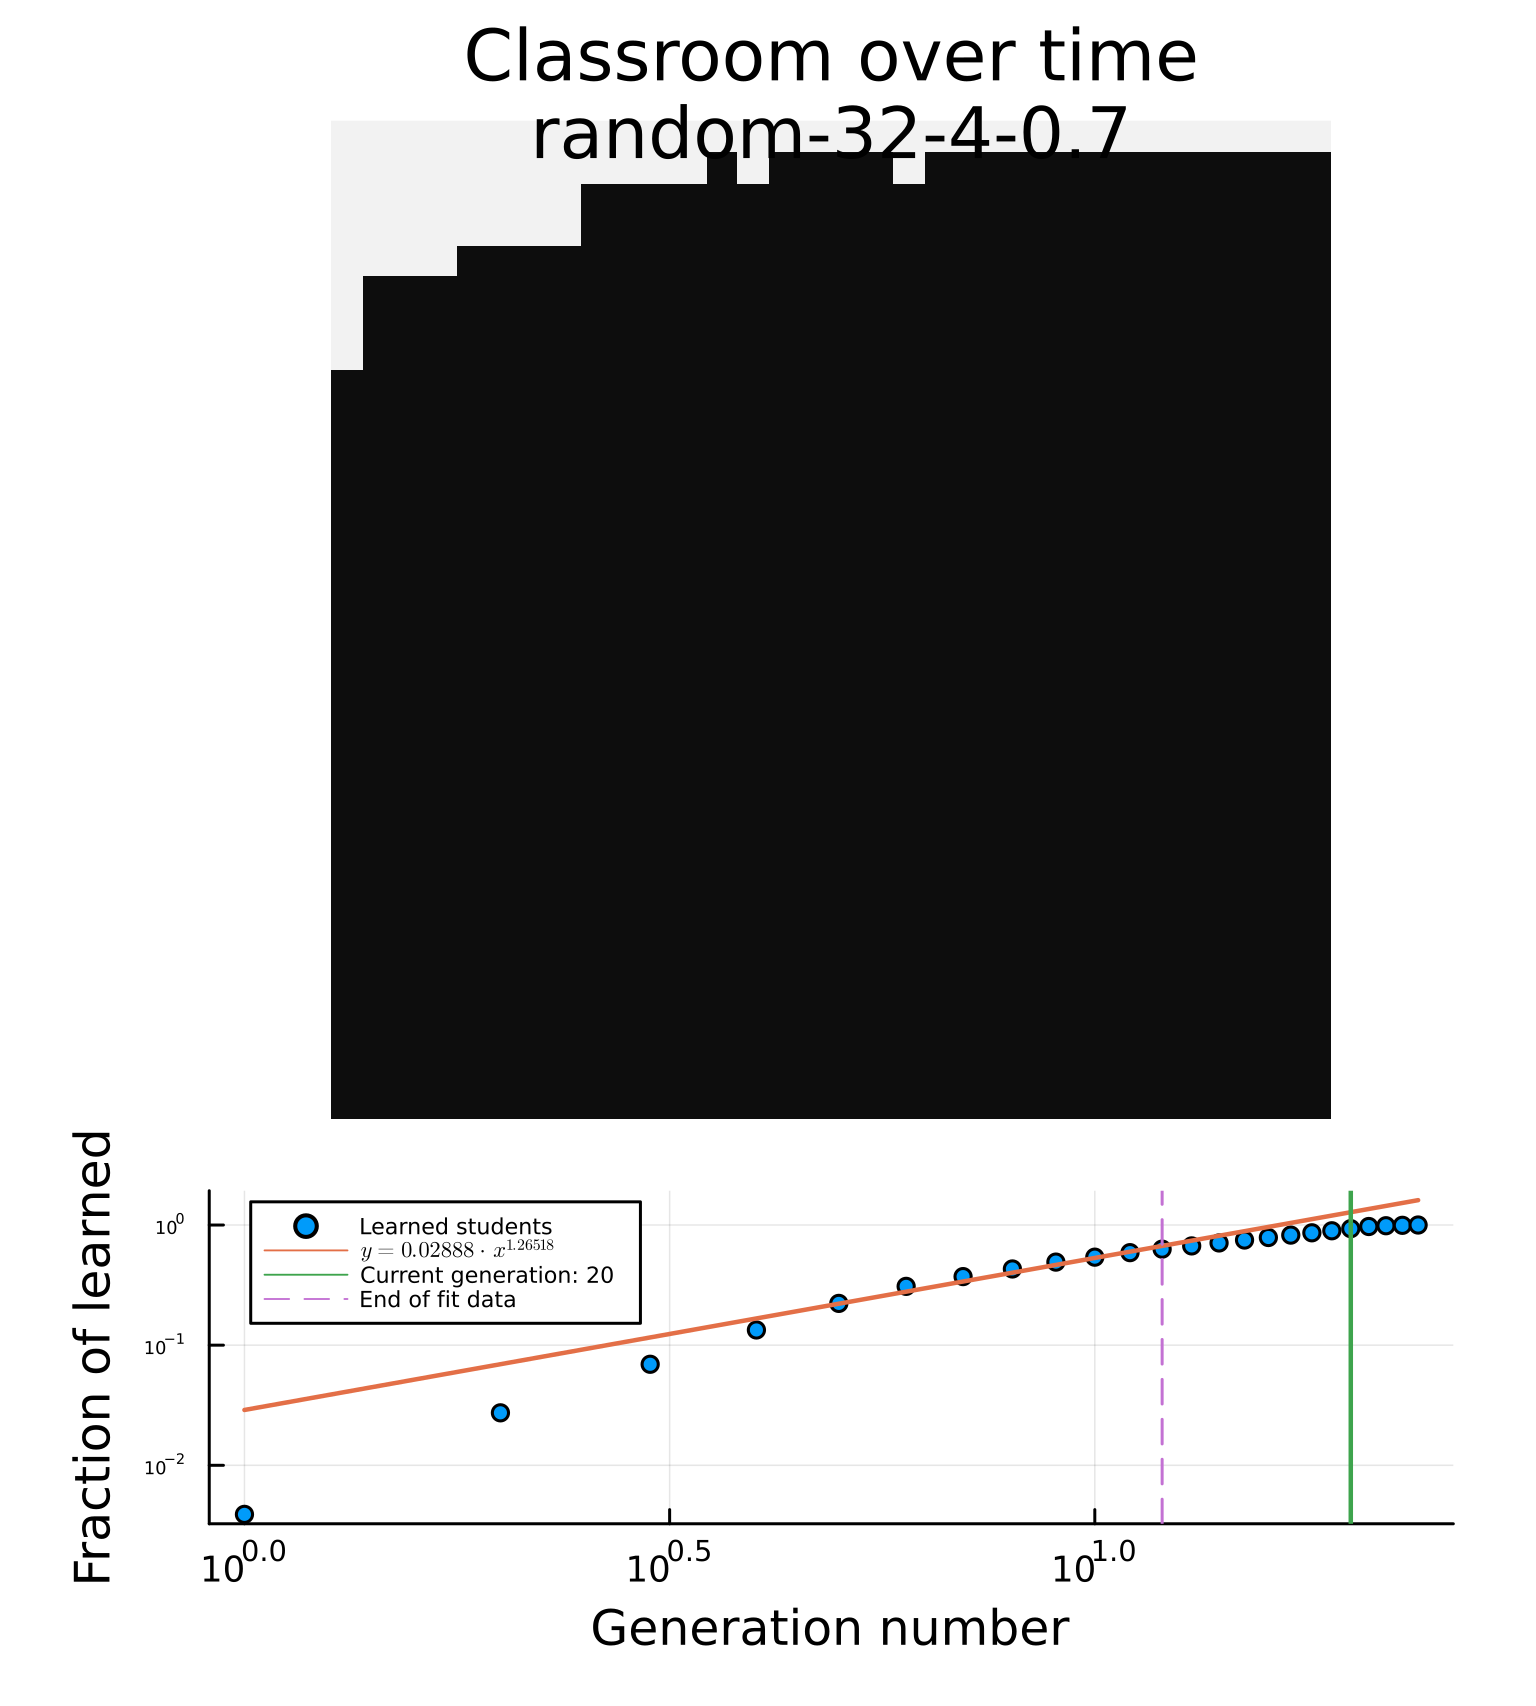 Classroom over time
random-32-4-0.7
Fraction of learned
10^0
10^-1
10^-2
Learned students
y = 0.02888 · x^1.26518
Current generation: 20
End of fit data
10^0.0
10^0.5
10^1.0
Generation number